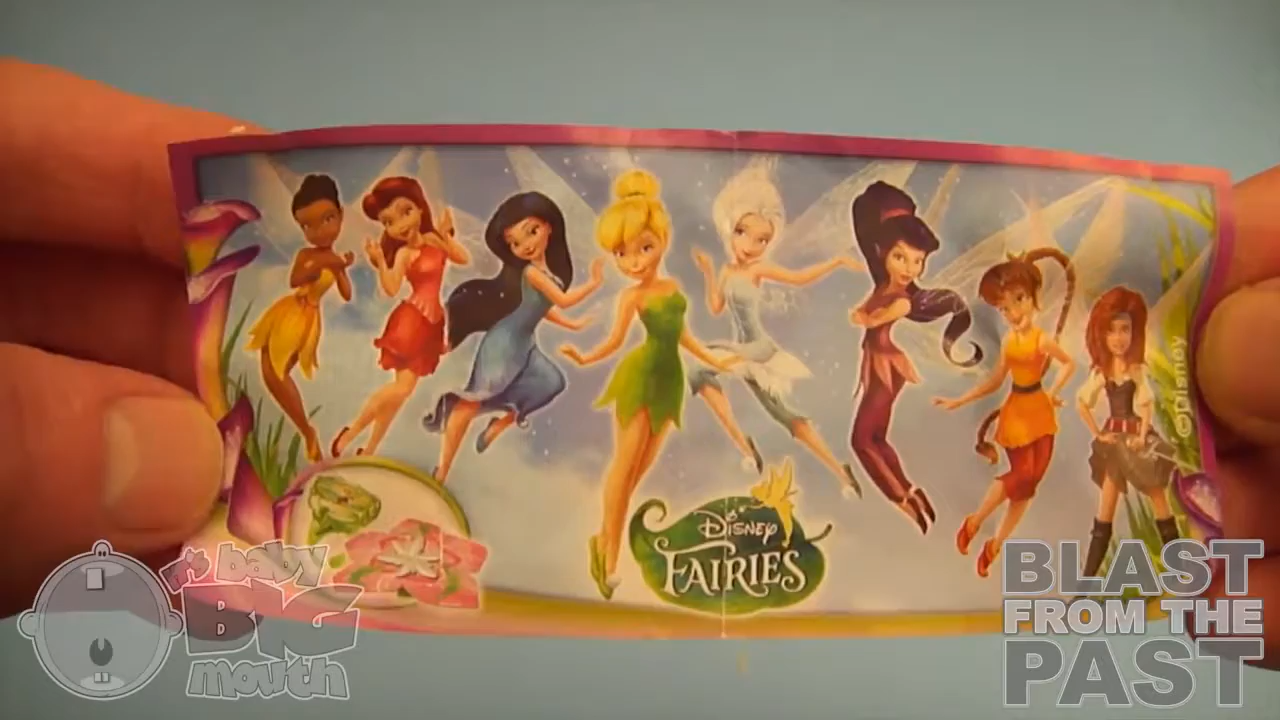 ©Disney
Disney
FAIRIES
it's baby
BIG
mouth
BLAST
FROM THE
PAST